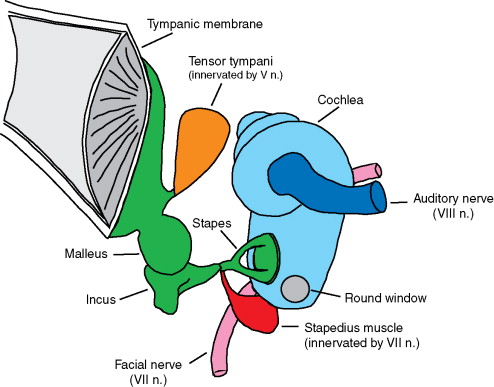 Tympanic membrane
Tensor tympani
(innervated by V n.)
Cochlea
Auditory nerve
(VIII n.)
Stapes
Malleus
Incus
Round window
Stapedius muscle
(innervated by VII n.)
Facial nerve
(VII n.)